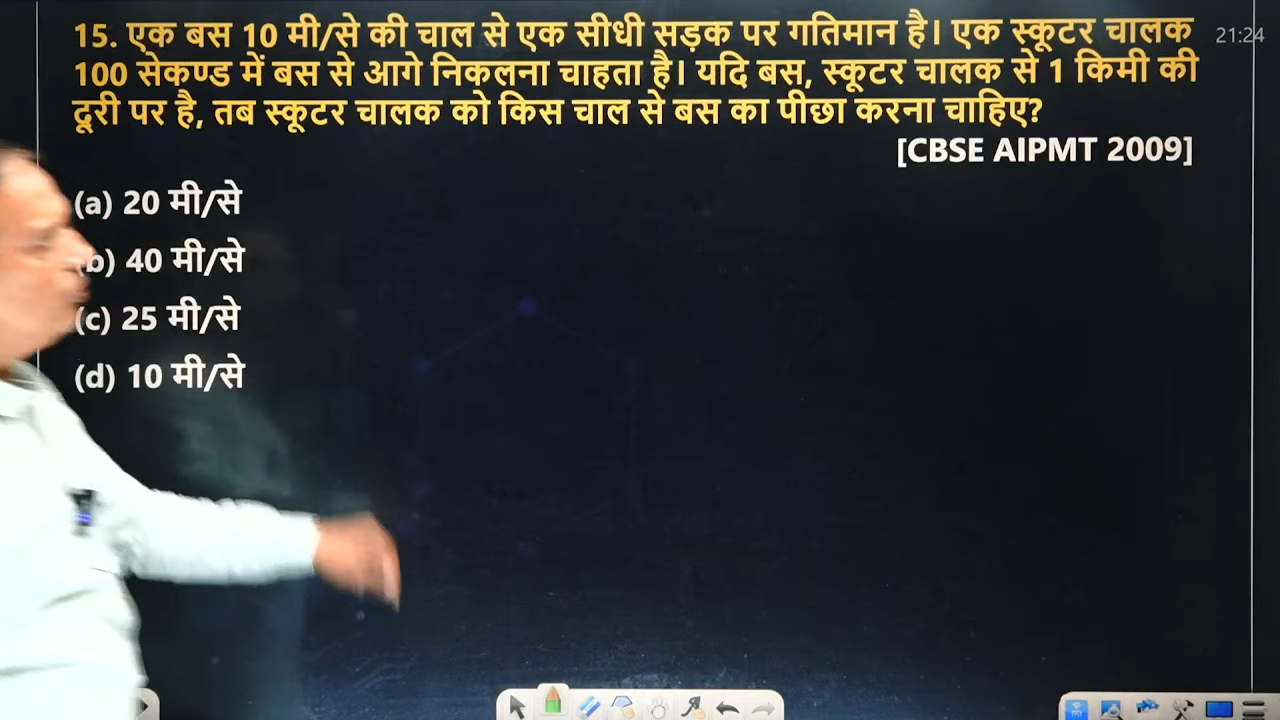 15. एक बस 10 मी/से की चाल से एक सीधी सड़क पर गतिमान है। एक स्कूटर चालक
21:24
100 सेकण्ड में बस से आगे निकलना चाहता है। यदि बस, स्कूटर चालक से 1 किमी की
दूरी पर है, तब स्कूटर चालक को किस चाल से बस का पीछा करना चाहिए?
[CBSE AIPMT 2009]
(a) 20 मी/से
b) 40 मी/से
(c) 25 मी/से
(d) 10 मी/से